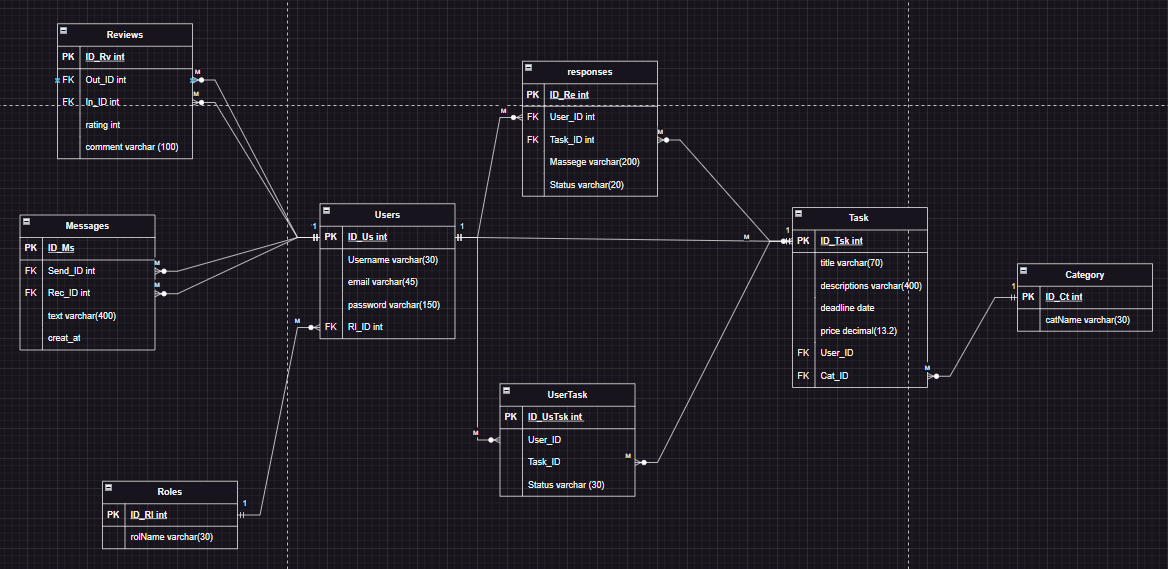 Reviews
PK ID_Rv int
FK Out_ID int
FK In_ID int
rating int
comment varchar (100)
M
M
responses
PK ID_Re int
FK User_ID int
FK Task_ID int
Massege varchar(200)
Status varchar(20)
M
M
Messages
PK ID_Ms
FK Send_ID int
FK Rec_ID int
text varchar(400)
creat_at
M
M
Users
PK ID_Us int
Username varchar(30)
email varchar(45)
password varchar(150)
FK Rl_ID int
1
1
M
Task
PK ID_Tsk int
title varchar(70)
descriptions varchar(400)
deadline date
price decimal(13.2)
FK User_ID
FK Cat_ID
M
1
M
Category
PK ID_Ct int
catName varchar(30)
1
UserTask
PK ID_UsTsk int
User_ID
Task_ID
Status varchar (30)
M
M
Roles
PK ID_Rl int
rolName varchar(30)
1